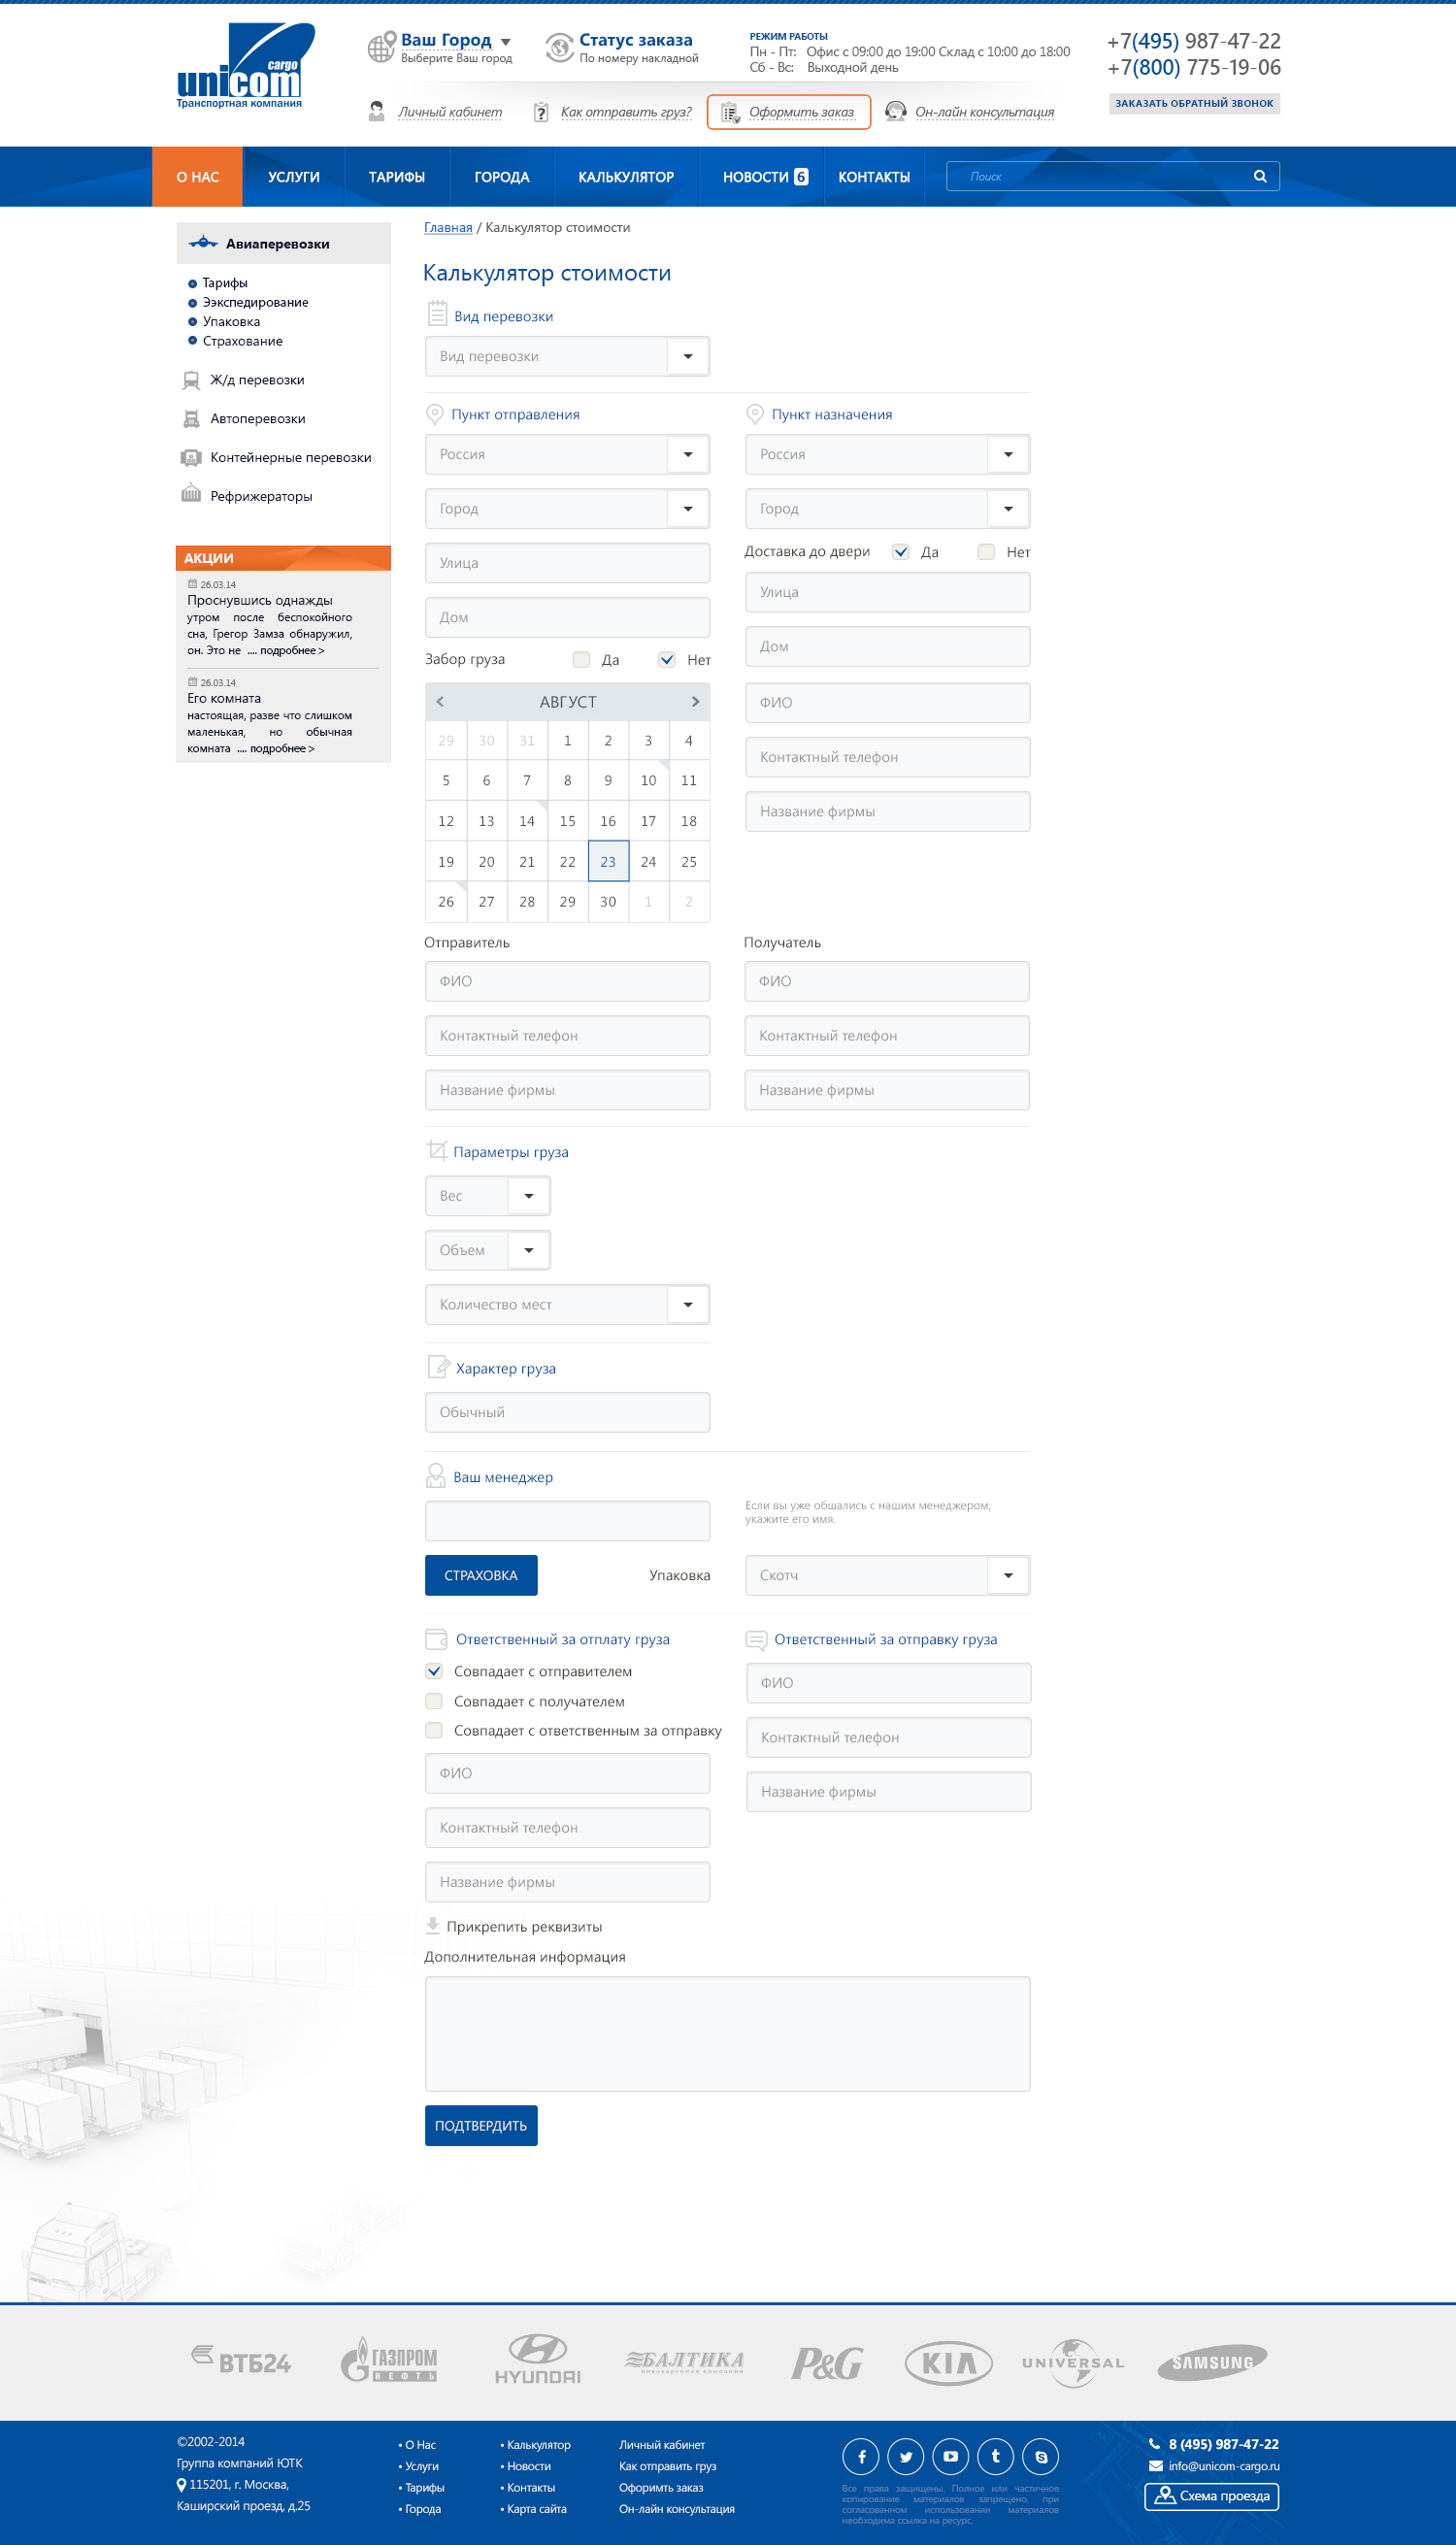 cargo
unicom
Транспортная компания
Ваш Город
Выберите Ваш город
Статус заказа
По номеру накладной
РЕЖИМ РАБОТЫ
Пн - Пт: Офис с 09:00 до 19:00 Склад с 10:00 до 18:00
Сб - Вс: Выходной день
+7(495) 987-47-22
+7(800) 775-19-06
ЗАКАЗАТЬ ОБРАТНЫЙ ЗВОНОК
Личный кабинет
Как отправить груз?
Оформить заказ
Он-лайн консультация
О НАС
УСЛУГИ
ТАРИФЫ
ГОРОДА
КАЛЬКУЛЯТОР
НОВОСТИ 6
КОНТАКТЫ
Поиск
Авиаперевозки
Тарифы
Ээкспедирование
Упаковка
Страхование
Ж/д перевозки
Автоперевозки
Контейнерные перевозки
Рефрижераторы
АКЦИИ
26.03.14
Проснувшись однажды
утром после беспокойного
сна, Грегор Замза обнаружил,
он. Это не .... подробнее >
26.03.14
Его комната
настоящая, разве что слишком
маленькая, но обычная
комната .... подробнее >
Главная / Калькулятор стоимости
Калькулятор стоимости
Вид перевозки
Вид перевозки
Пункт отправления
Россия
Город
Улица
Дом
Забор груза Да Нет
АВГУСТ
29 30 31 1 2 3 4
5 6 7 8 9 10 11
12 13 14 15 16 17 18
19 20 21 22 23 24 25
26 27 28 29 30 1 2
Пункт назначения
Россия
Город
Доставка до двери Да Нет
Улица
Дом
ФИО
Контактный телефон
Название фирмы
Отправитель
ФИО
Контактный телефон
Название фирмы
Получатель
ФИО
Контактный телефон
Название фирмы
Параметры груза
Вес
Объем
Количество мест
Характер груза
Обычный
Ваш менеджер
Если вы уже обшались с нашим менеджером,
укажите его имя.
СТРАХОВКА
Упаковка
Скотч
Ответственный за отплату груза
Совпадает с отправителем
Совпадает с получателем
Совпадает с ответственным за отправку
ФИО
Контактный телефон
Название фирмы
Ответственный за отправку груза
ФИО
Контактный телефон
Название фирмы
Прикрепить реквизиты
Дополнительная информация
ПОДТВЕРДИТЬ
ВТБ24
ГАЗПРОМ
НЕФТЬ
HYUNDAI
БАЛТИКА
пивоваренная компания
P&G
KIA
UNIVERSAL
SAMSUNG
©2002-2014
Группа компаний ЮТК
115201, г. Москва,
Каширский проезд, д.25
• О Нас
• Услуги
• Тарифы
• Города
• Калькулятор
• Новости
• Контакты
• Карта сайта
Личный кабинет
Как отправить груз
Офоримть заказ
Он-лайн консультация
Все права защищены. Полное или частичное
копирование материалов запрещено, при
согласованном использовании материалов
необходима ссылка на ресурс.
8 (495) 987-47-22
info@unicom-cargo.ru
Схема проезда